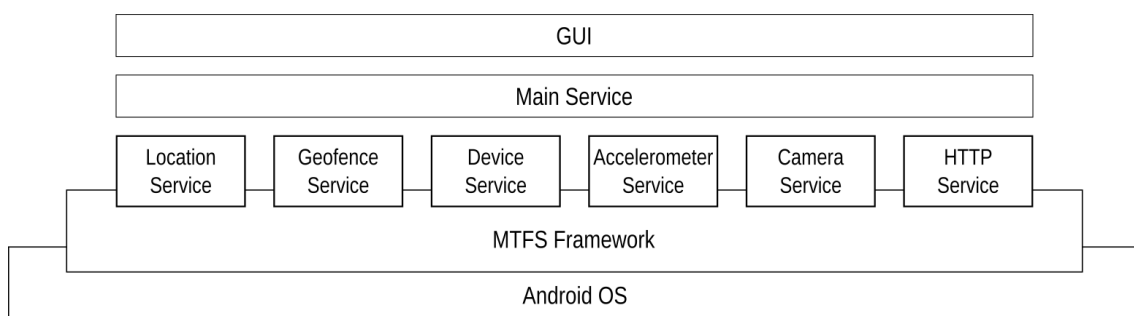 GUI
Main Service
Location
Service
Geofence
Service
Device
Service
Accelerometer
Service
Camera
Service
HTTP
Service
MTFS Framework
Android OS